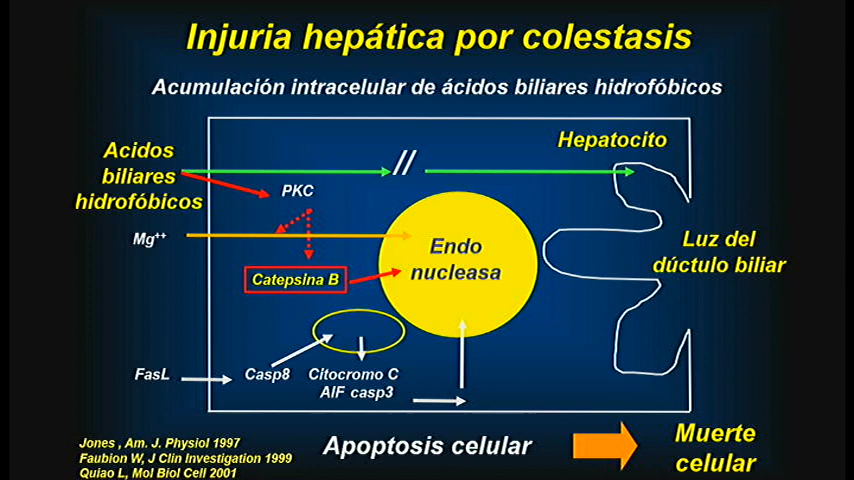 Injuria hepática por colestasis
Acumulación intracelular de ácidos biliares hidrofóbicos
Hepatocito
Acidos
biliares
hidrofóbicos
//
PKC
Mg++
Endo
nucleasa
Luz del
dúctulo biliar
Catepsina B
FasL
Casp8
Citocromo C
AIF casp3
Apoptosis celular
Muerte
celular
Jones , Am. J. Physiol 1997
Faubion W, J Clin Investigation 1999
Quiao L, Mol Biol Cell 2001